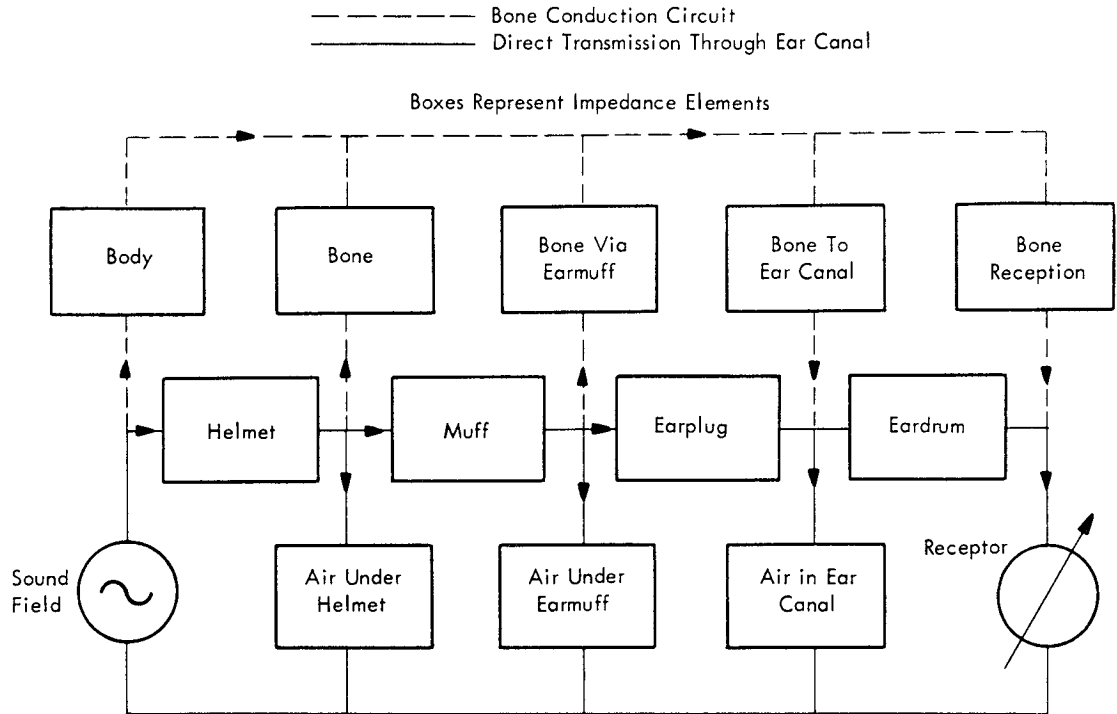 Bone Conduction Circuit
Direct Transmission Through Ear Canal
Boxes Represent Impedance Elements
Body
Bone
Bone Via
Earmuff
Bone To
Ear Canal
Bone
Reception
Helmet
Muff
Earplug
Eardrum
Sound
Field
Air Under
Helmet
Air Under
Earmuff
Air in Ear
Canal
Receptor